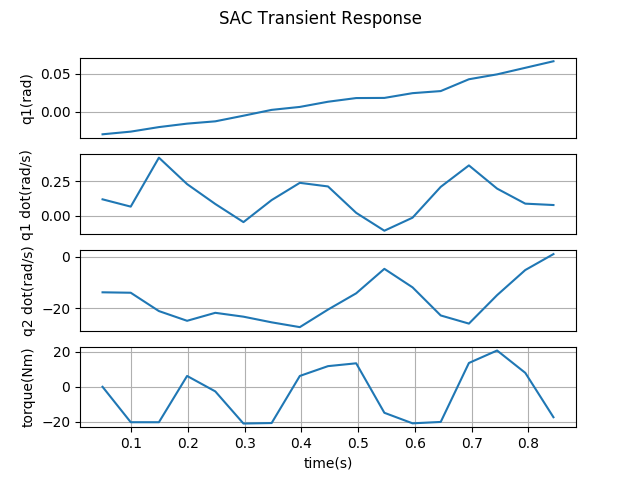 SAC Transient Response
q1(rad)
0.05
0.00
q1 dot(rad/s)
0.25
0.00
q2 dot(rad/s)
0
−20
torque(Nm)
20
0
−20
0.1 0.2 0.3 0.4 0.5 0.6 0.7 0.8
time(s)